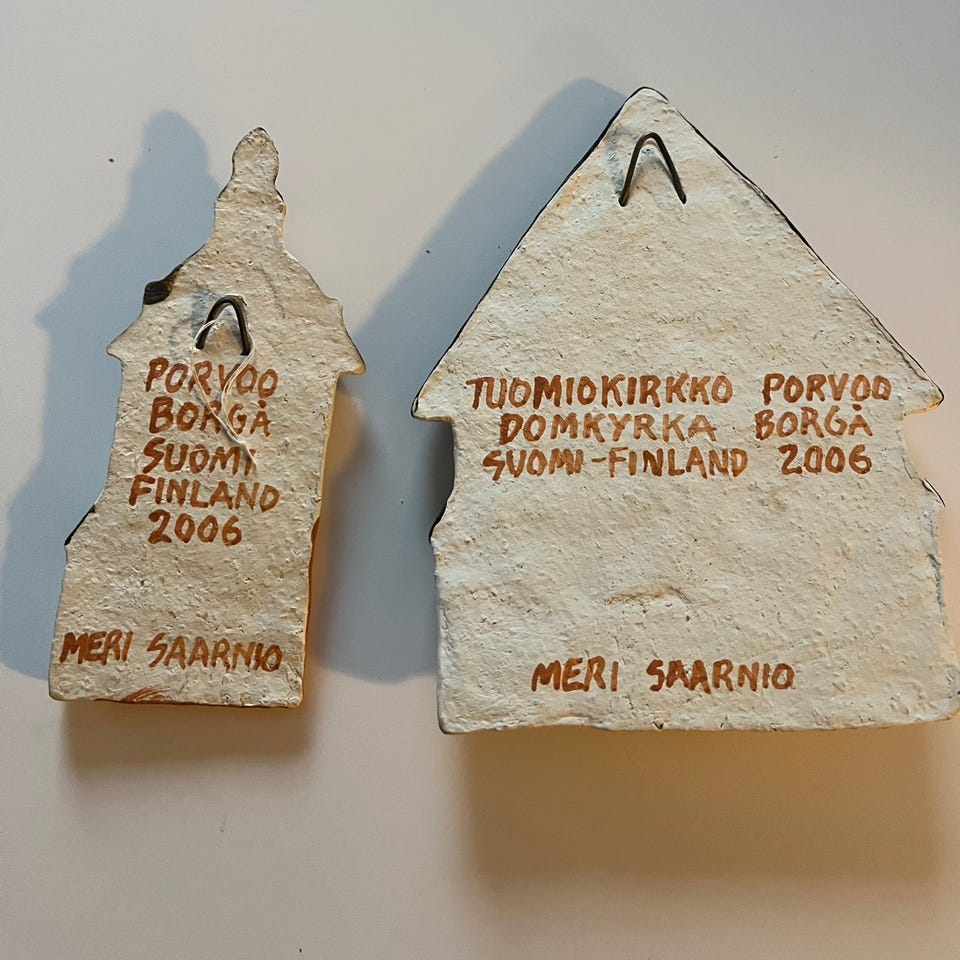 PORVOO
BORGÅ
SUOMI
FINLAND
2006
MERI SAARNIO
TUOMIOKIRKKO PORVOO
DOMKYRKA BORGÅ
SUOMI-FINLAND 2006
MERI SAARNIO